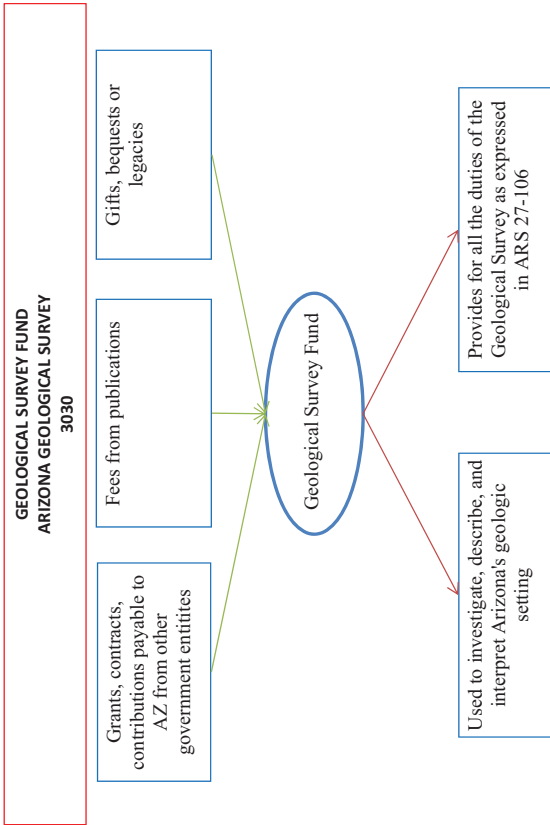 GEOLOGICAL SURVEY FUND
ARIZONA GEOLOGICAL SURVEY
3030
Grants, contracts,
contributions payable to
AZ from other
government entitites
Fees from publications
Gifts, bequests or
legacies
Geological Survey Fund
Used to investigate, describe, and
interpret Arizona's geologic
setting
Provides for all the duties of the
Geological Survey as expressed
in ARS 27-106